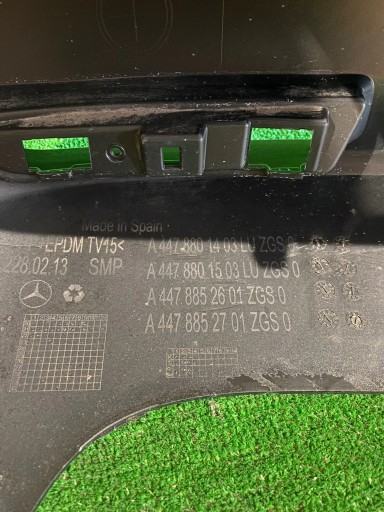 Made in Spain
EPDM TV15<
A 447 880 14 03 LU ZGS 0
228.02.13 SMP
A 447 880 15 03 LU ZGS 0
A 447 885 26 01 ZGS 0
A 447 885 27 01 ZGS 0